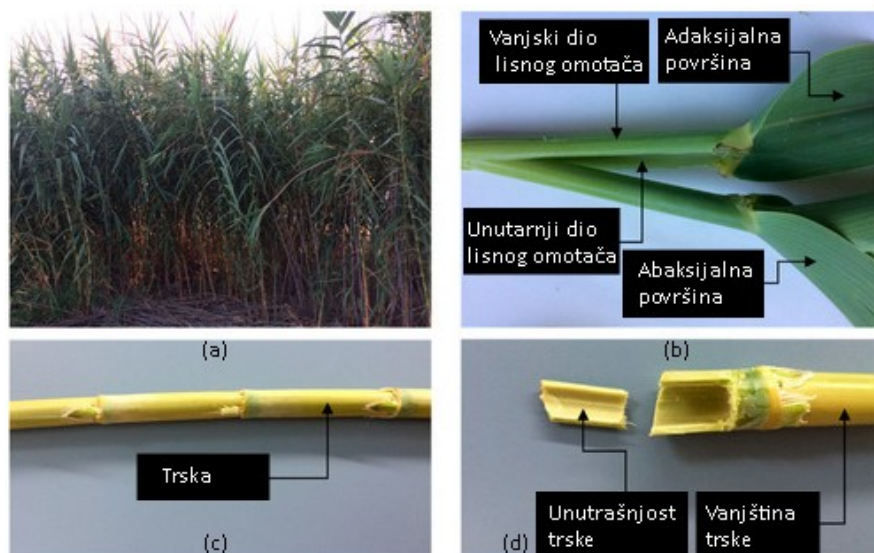 Vanjski dio
lisnog omotača
Adaksijalna
površina
Unutarnji dio
lisnog omotača
Abaksijalna
površina
(a)
(b)
Trska
(c)
Unutrašnjost
trske
Vanjština
trske
(d)